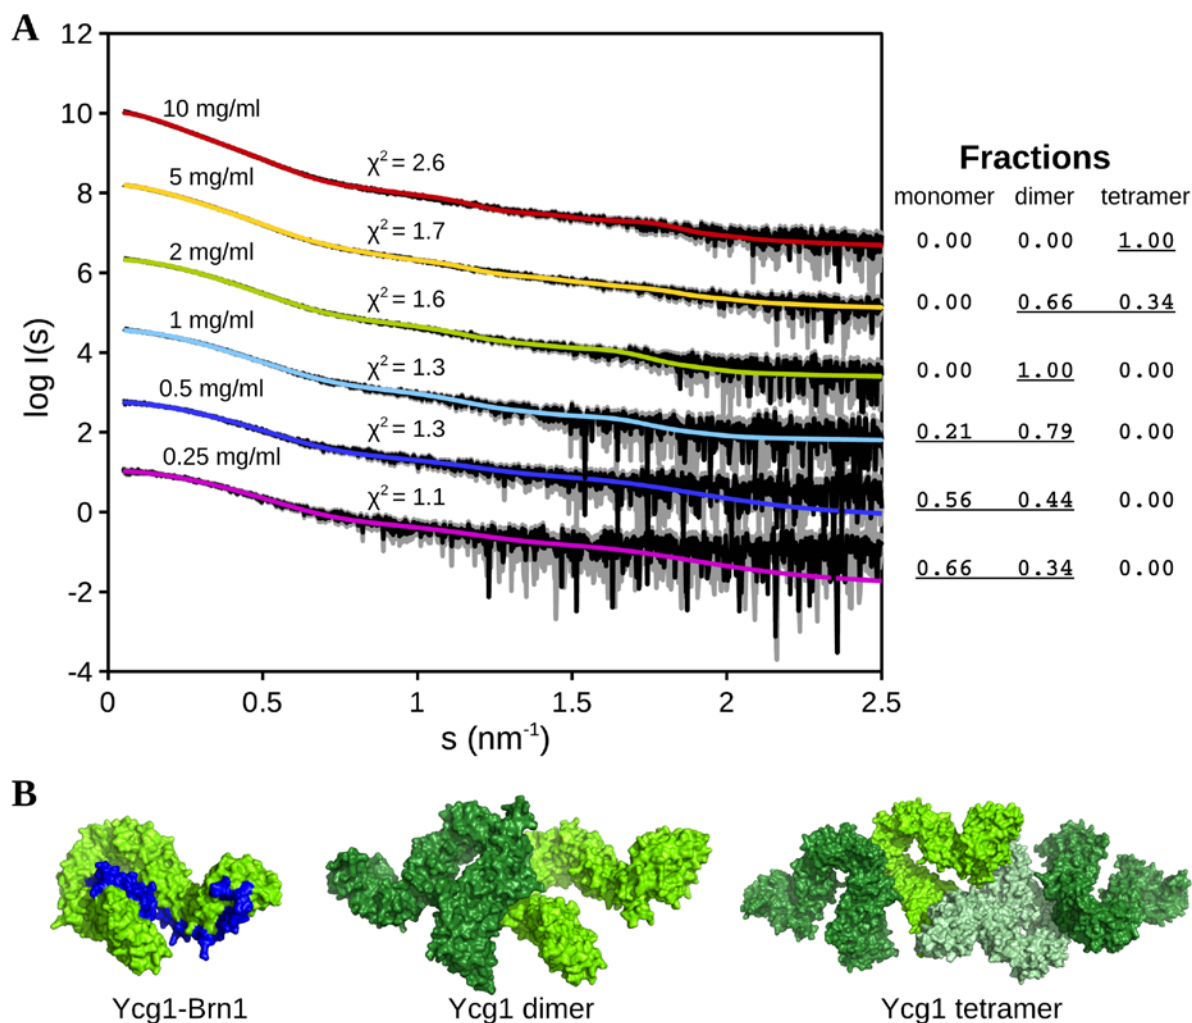 A
12
10
8
6
4
2
0
-2
-4
log I(s)
10 mg/ml
χ² = 2.6
5 mg/ml
χ² = 1.7
2 mg/ml
χ² = 1.6
1 mg/ml
χ² = 1.3
0.5 mg/ml
χ² = 1.3
0.25 mg/ml
χ² = 1.1
0 0.5 1 1.5 2 2.5
s (nm⁻¹)
Fractions
monomer dimer tetramer
0.00 0.00 1.00
0.00 0.66 0.34
0.00 1.00 0.00
0.21 0.79 0.00
0.56 0.44 0.00
0.66 0.34 0.00
B
Ycg1-Brn1
Ycg1 dimer
Ycg1 tetramer